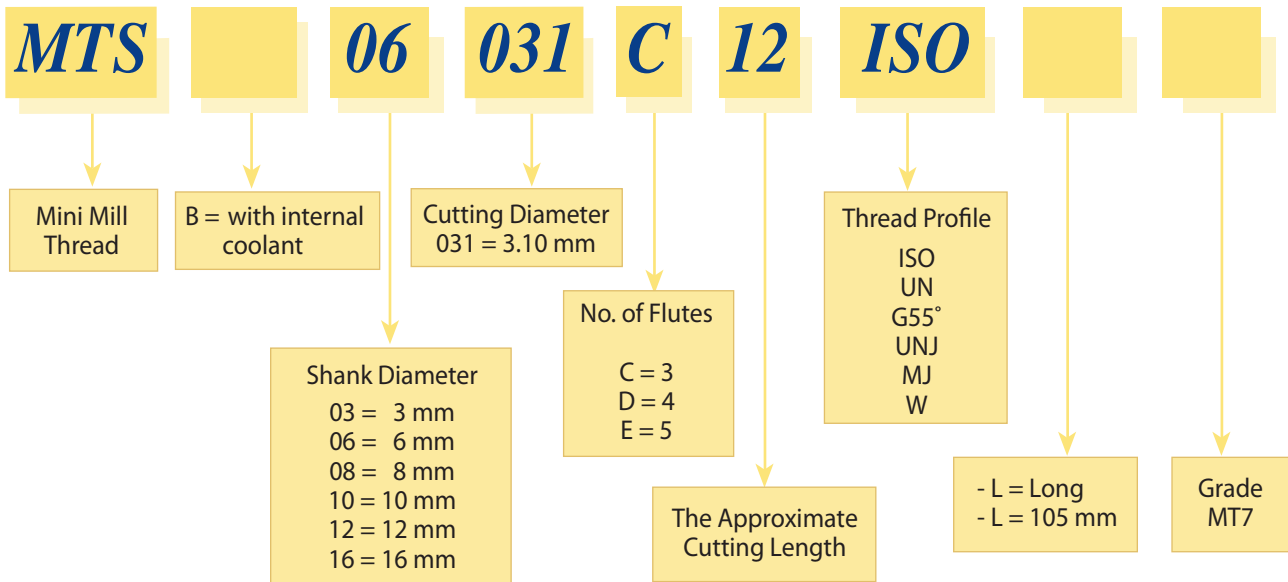 MTS 06 031 C 12 ISO
Mini Mill
Thread
B = with internal
coolant
Shank Diameter
03 = 3 mm
06 = 6 mm
08 = 8 mm
10 = 10 mm
12 = 12 mm
16 = 16 mm
Cutting Diameter
031 = 3.10 mm
No. of Flutes
C = 3
D = 4
E = 5
The Approximate
Cutting Length
Thread Profile
ISO
UN
G55°
UNJ
MJ
W
- L = Long
- L = 105 mm
Grade
MT7